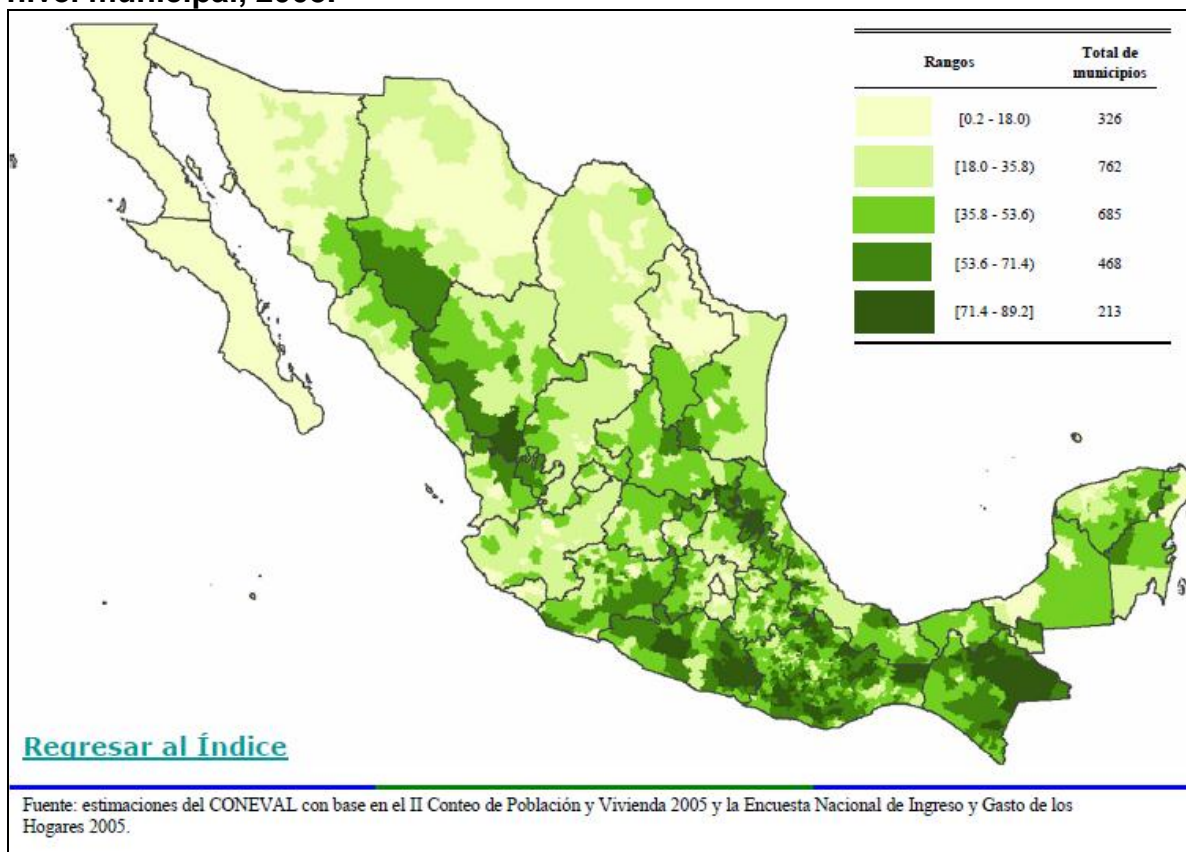 nivel municipal, 2005.
Rangos Total de
municipios
[0.2 - 18.0) 326
[18.0 - 35.8) 762
[35.8 - 53.6) 685
[53.6 - 71.4) 468
[71.4 - 89.2] 213
Regresar al Índice
Fuente: estimaciones del CONEVAL con base en el II Conteo de Población y Vivienda 2005 y la Encuesta Nacional de Ingreso y Gasto de los
Hogares 2005.